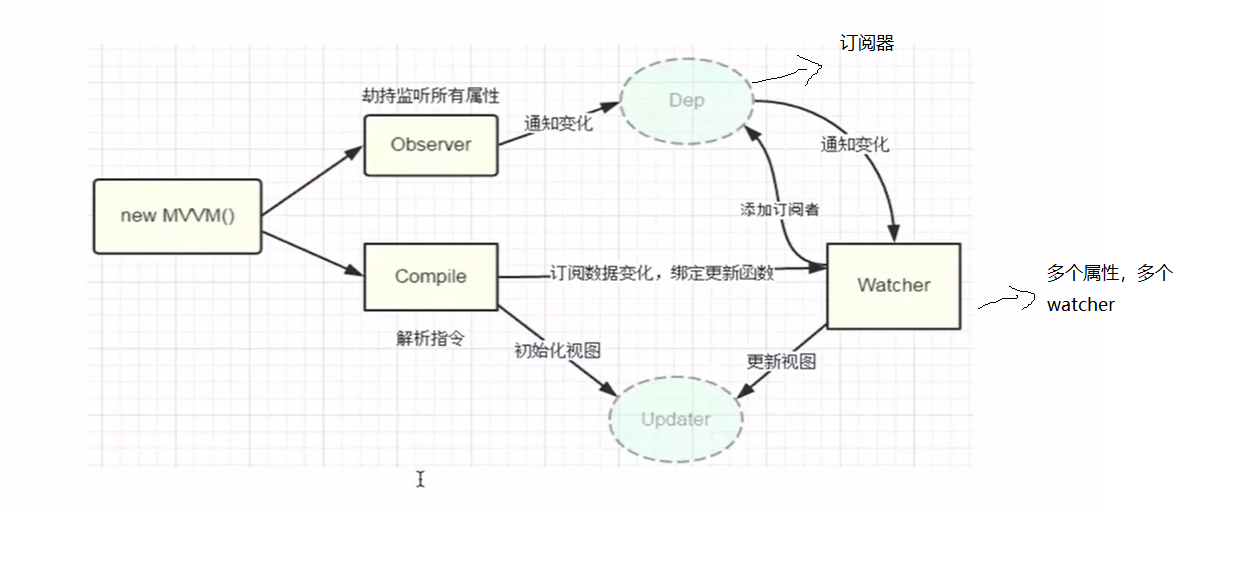 订阅器
Dep
劫持监听所有属性
通知变化
Observer
通知变化
new MVVM()
添加订阅者
Compile
订阅数据变化，绑定更新函数
Watcher
多个属性，多个
watcher
解析指令
初始化视图
更新视图
Updater